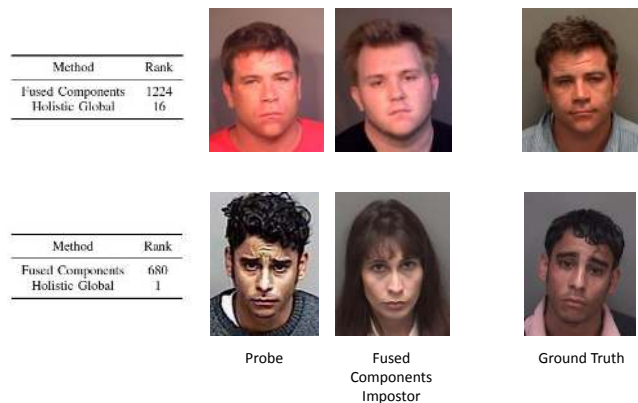 Method Rank
Fused Components 1224
Holistic Global 16
Method Rank
Fused Components 680
Holistic Global 1
Probe
Fused
Components
Impostor
Ground Truth